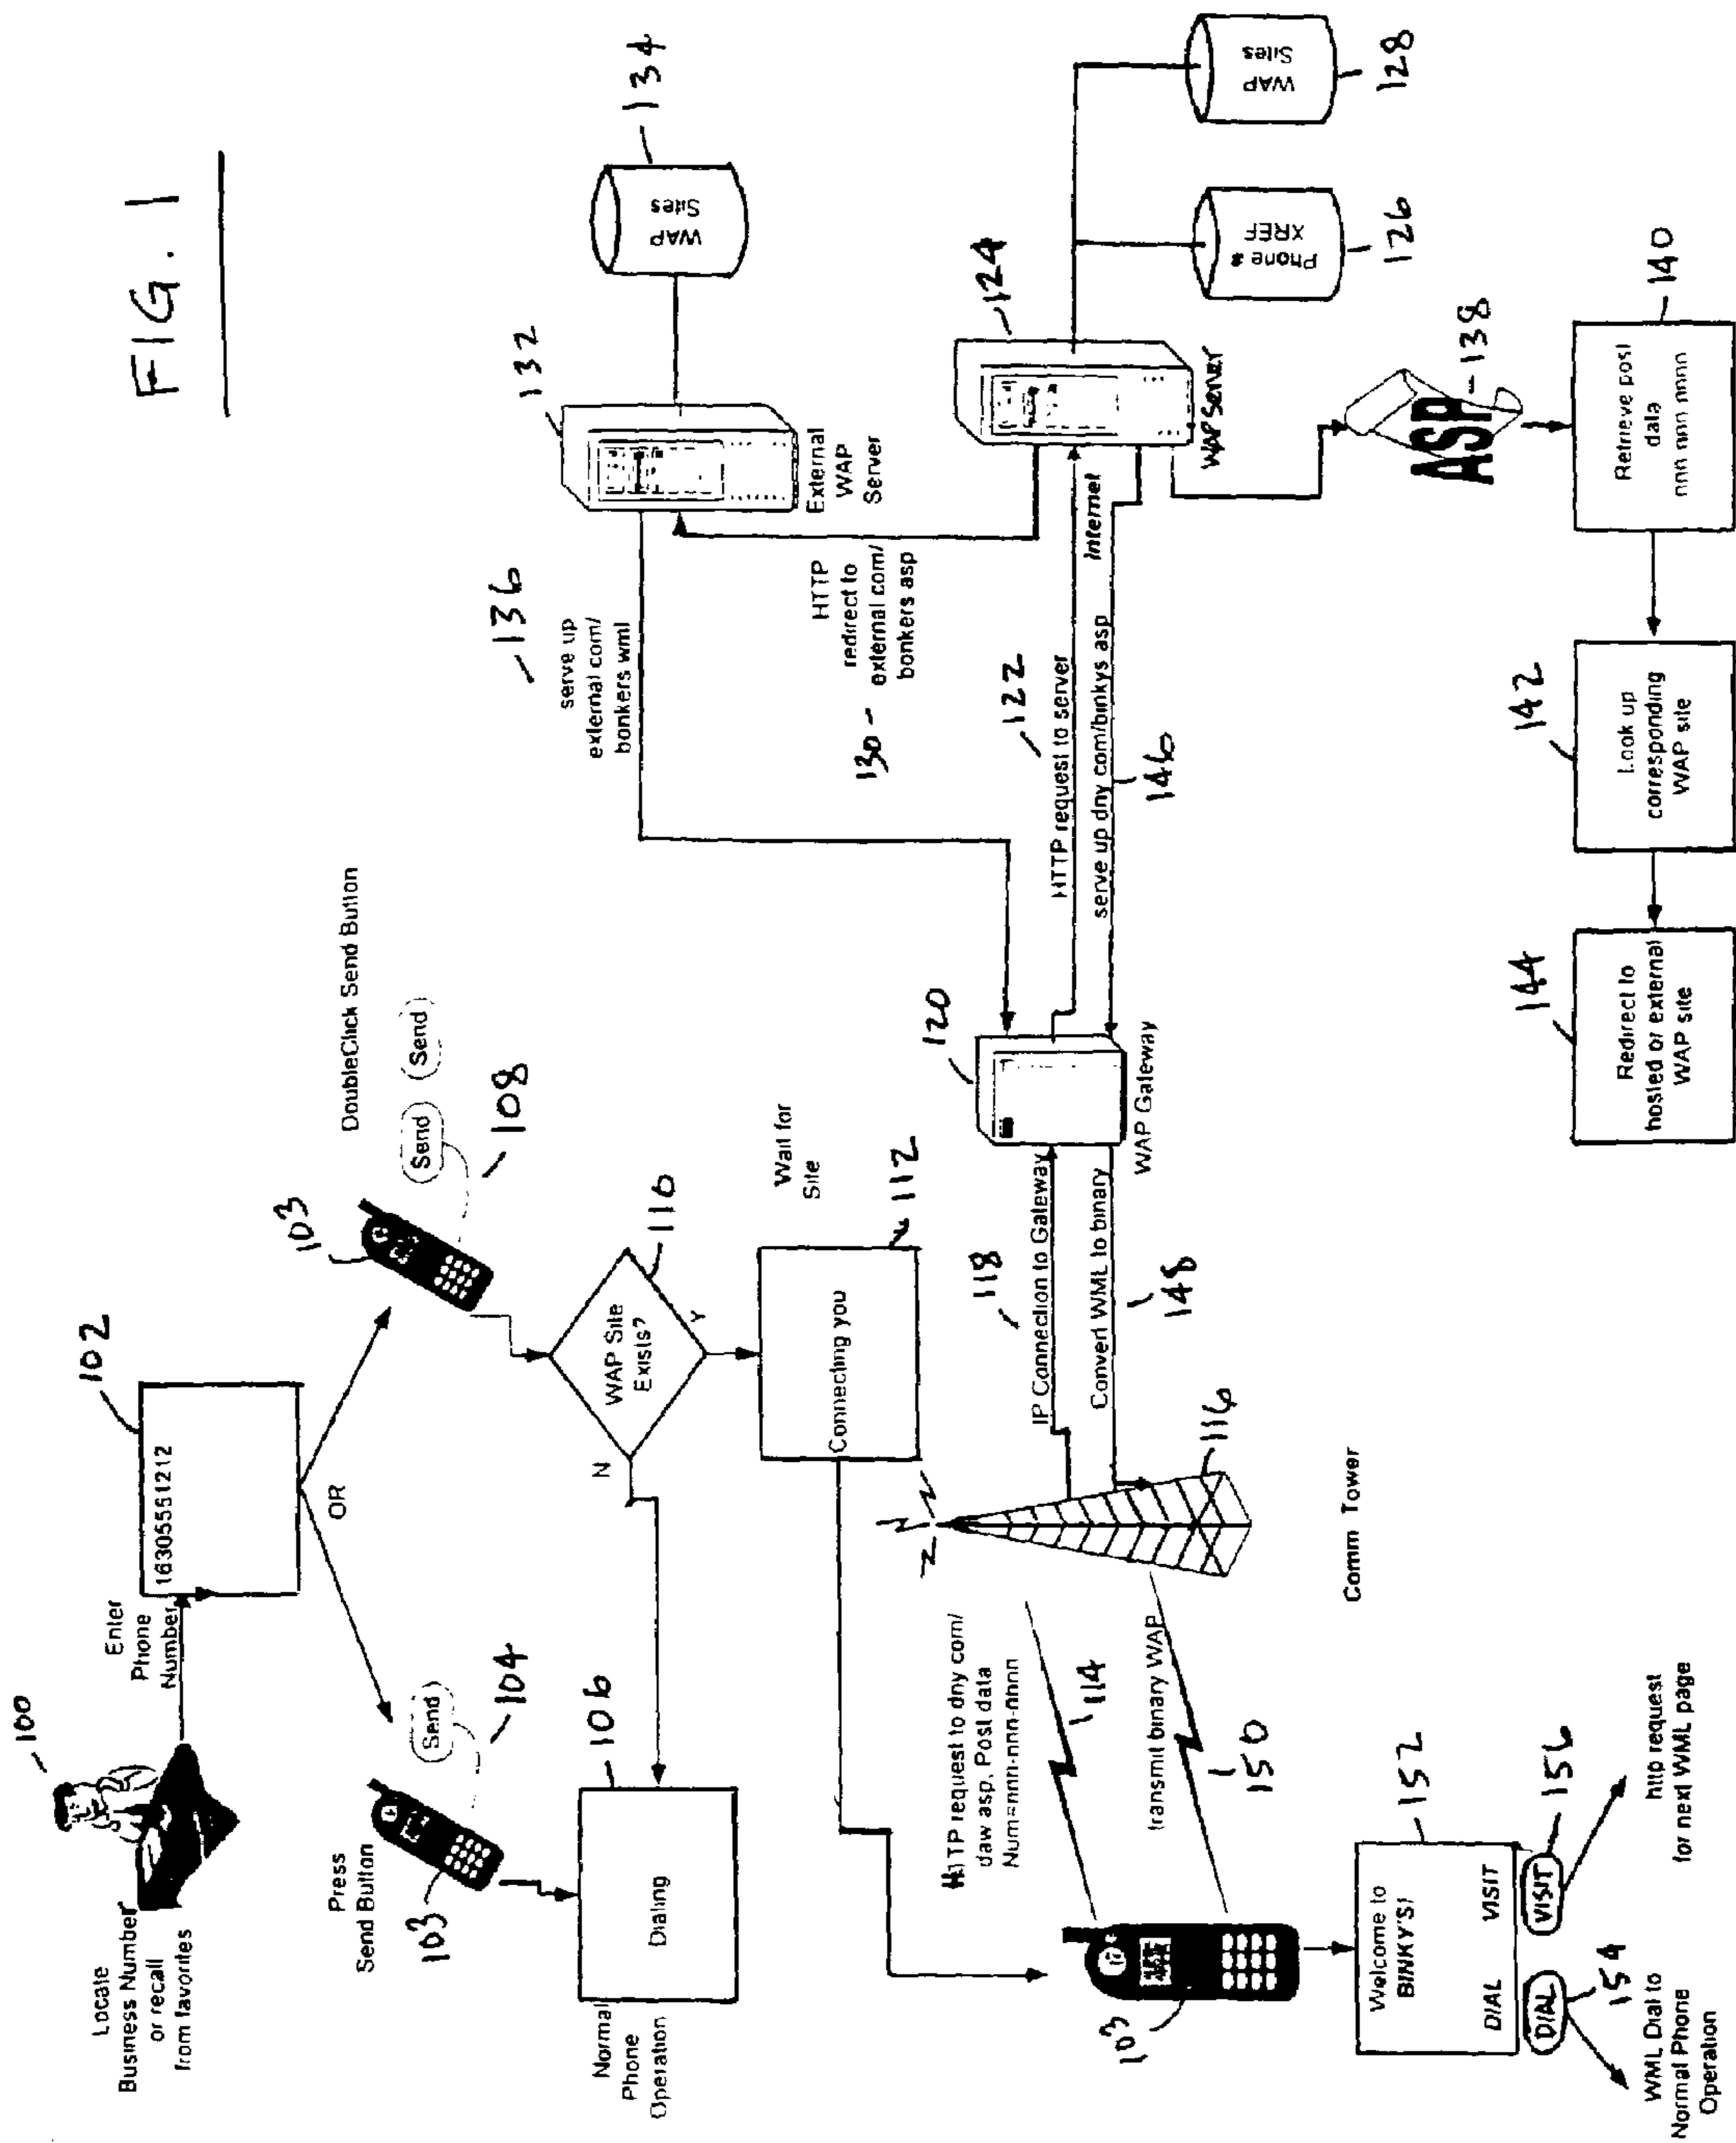 FIG. 1
100
Locate
Business Number
or recall
from favorites
Enter
Phone
Number
16305551212
102
OR
Press
Send Button
Send
103
104
DoubleClick Send Button
Send
Send
103
108
Normal
Phone
Operation
Dialing
106
WAP Site
Exists?
N
Y
110
Connecting you
Wait for
Site
112
HTTP request to dny com/
daw asp, Post data
Num=nnn-nnn-nnnn
114
transmit binary WAP
150
103
Comm Tower
116
IP Connection to Gateway
118
Convert WML to binary
148
WAP Gateway
120
HTTP request to server
122
serve up dny com/binkys asp
146
Internet
WAP Server
124
Phone #
XREF
126
WAP
Sites
128
HTTP
redirect to
external com/
bonkers asp
130
External
WAP
Server
132
WAP
Sites
134
serve up
external com/
bonkers wml
136
ASP
138
Retrieve post
data
nnn nnn nnnn
140
Look up
corresponding
WAP site
142
Redirect to
hosted or external
WAP site
144
Welcome to
BINKY'S!
DIAL VISIT
152
DIAL
154
VISIT
156
WML Dial to
Normal Phone
Operation
http request
for next WML page